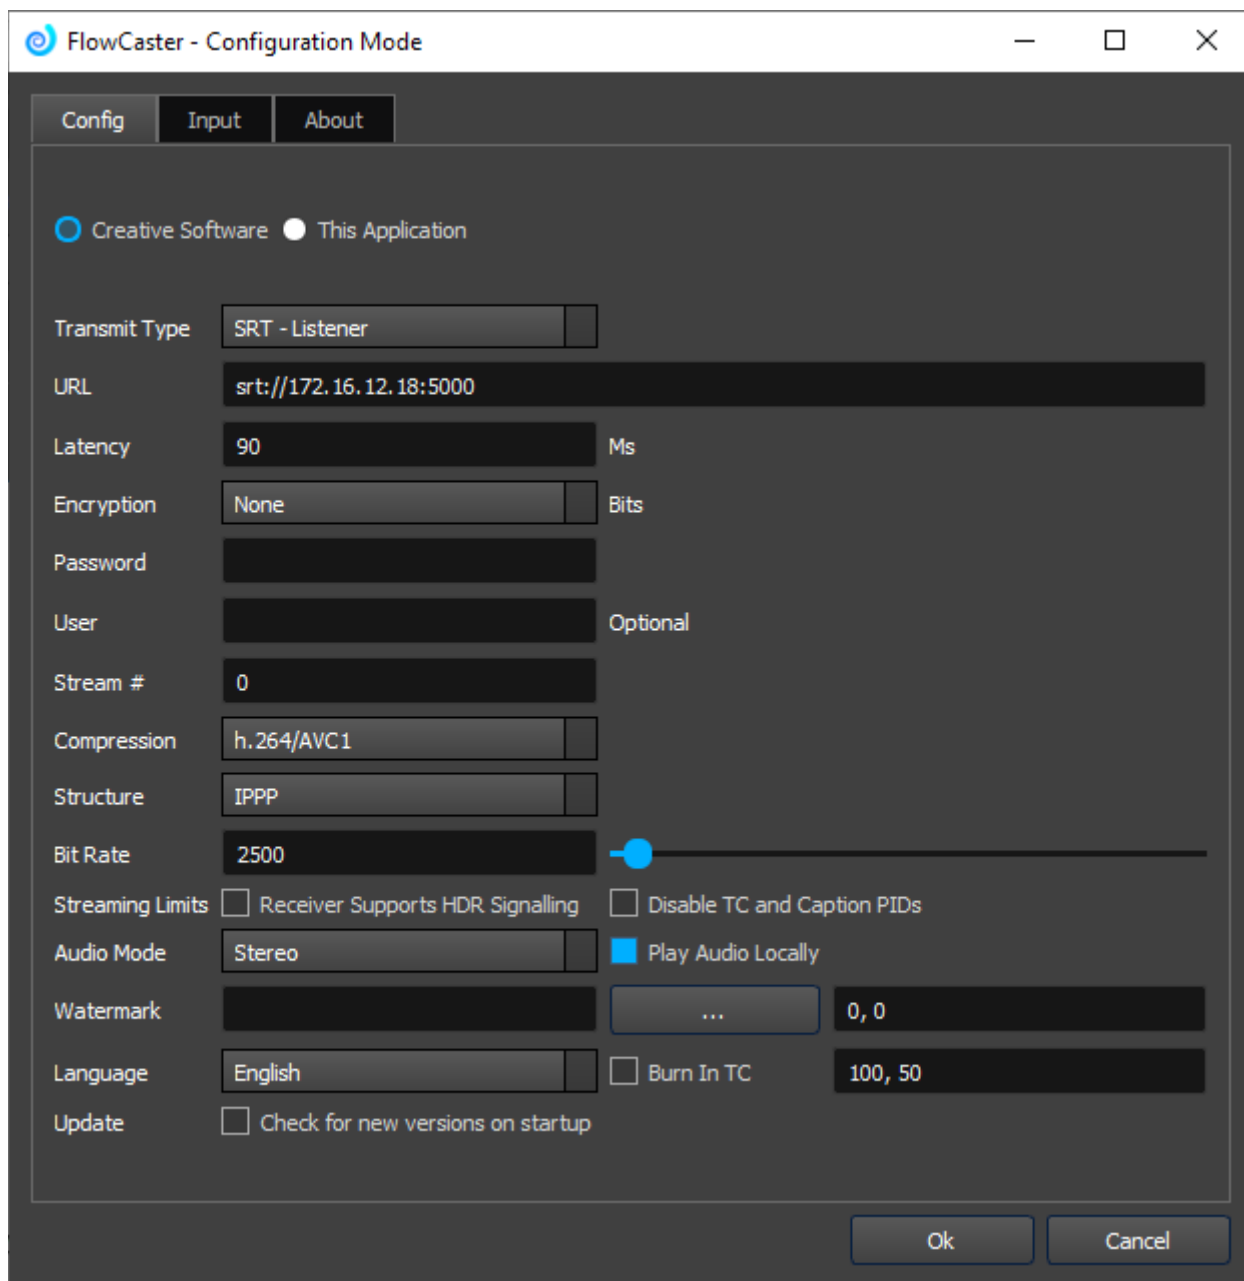 FlowCaster - Configuration Mode
Config Input About
Creative Software This Application
Transmit Type SRT - Listener
URL srt://172.16.12.18:5000
Latency 90 Ms
Encryption None Bits
Password
User Optional
Stream # 0
Compression h.264/AVC1
Structure IPPP
Bit Rate 2500
Streaming Limits Receiver Supports HDR Signalling Disable TC and Caption PIDs
Audio Mode Stereo Play Audio Locally
Watermark ... 0, 0
Language English Burn In TC 100, 50
Update Check for new versions on startup
Ok Cancel